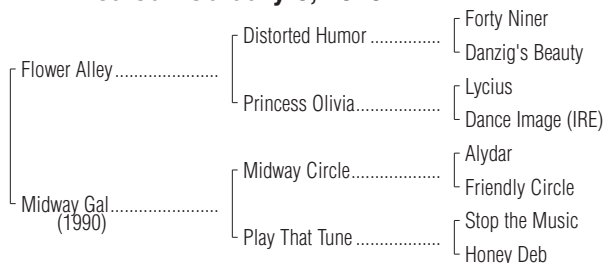 Distorted Humor
Forty Niner
Danzig's Beauty
Flower Alley
Princess Olivia
Lycius
Dance Image (IRE)
Midway Gal
(1990)
Midway Circle
Alydar
Friendly Circle
Play That Tune
Stop the Music
Honey Deb